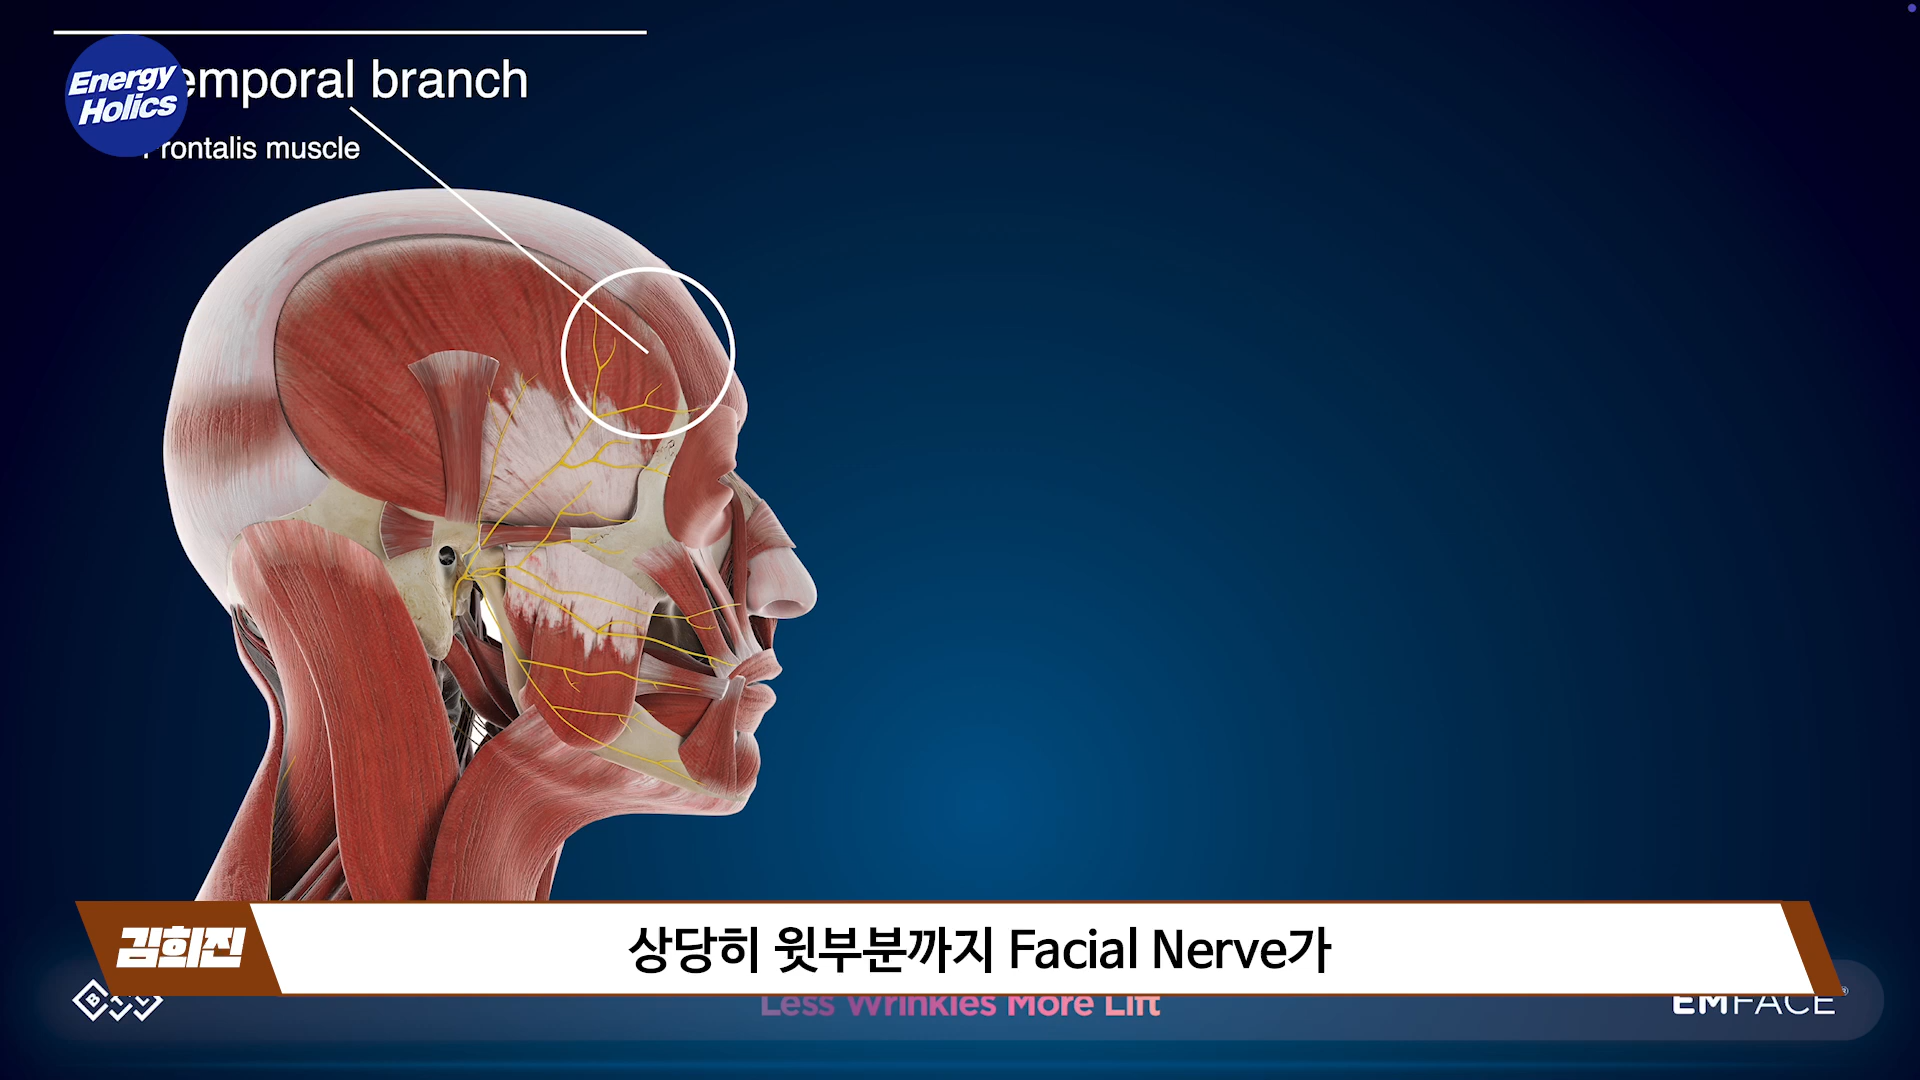 Energy
Holics
emporal branch
Frontalis muscle
김희진
상당히 윗부분까지 Facial Nerve가
Less Wrinkles More Lift
EMFACE